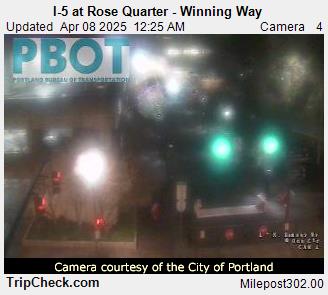 I-5 at Rose Quarter - Winning Way
Updated Apr 08 2025 12:25 AM Camera 4
PBOT
PORTLAND BUREAU OF TRANSPORTATION
Camera courtesy of the City of Portland
TripCheck.com Milepost302.00